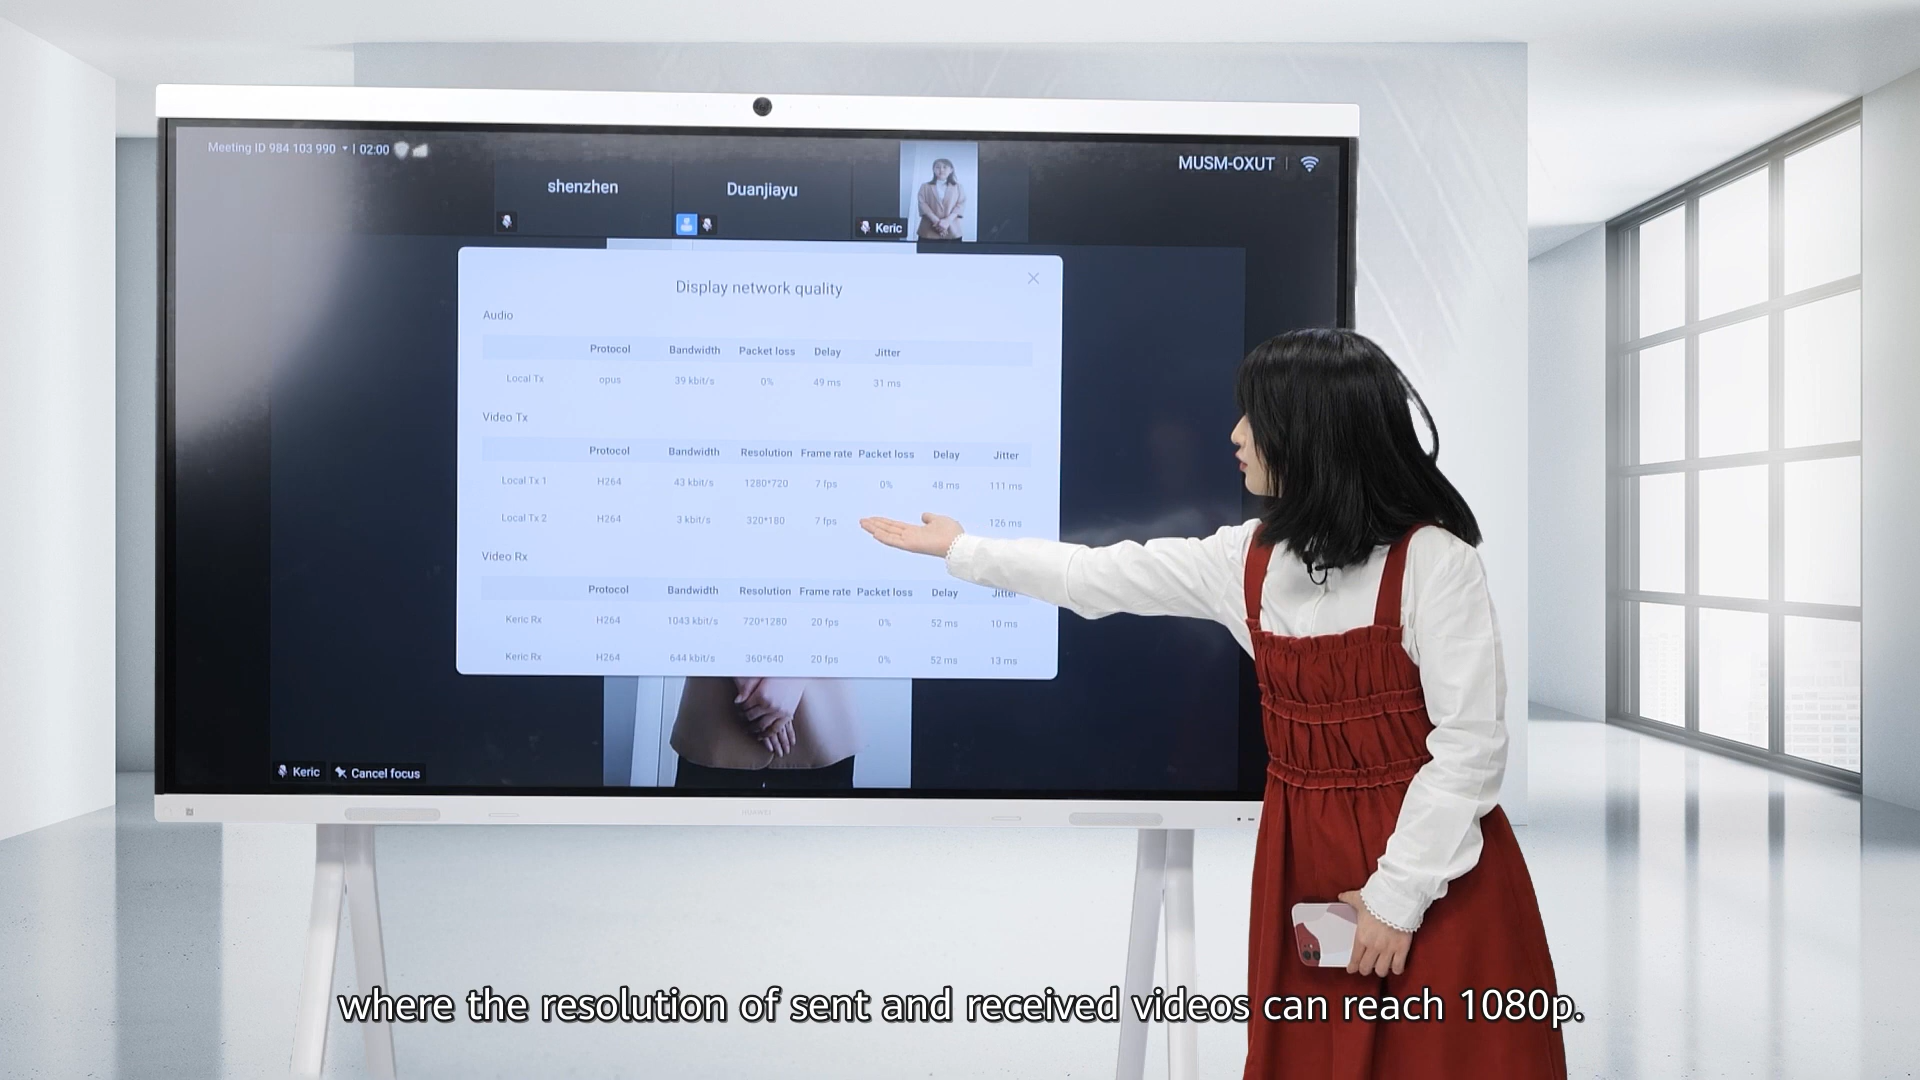 Meeting ID 984 103 990 | 02:00
MUSM-OXUT |
shenzhen
Duanjiayu
Keric
Display network quality
Audio
Protocol Bandwidth Packet loss Delay Jitter
Local Tx opus 39 kbit/s 0% 49 ms 31 ms
Video Tx
Protocol Bandwidth Resolution Frame rate Packet loss Delay Jitter
Local Tx 1 H264 43 kbit/s 1280*720 7 fps 0% 48 ms 111 ms
Local Tx 2 H264 3 kbit/s 320*180 7 fps 126 ms
Video Rx
Protocol Bandwidth Resolution Frame rate Packet loss Delay Jitter
Keric Rx H264 1043 kbit/s 720*1280 20 fps 0% 52 ms 10 ms
Keric Rx H264 644 kbit/s 360*640 20 fps 0% 52 ms 13 ms
Keric Cancel focus
HUAWEI
where the resolution of sent and received videos can reach 1080p.